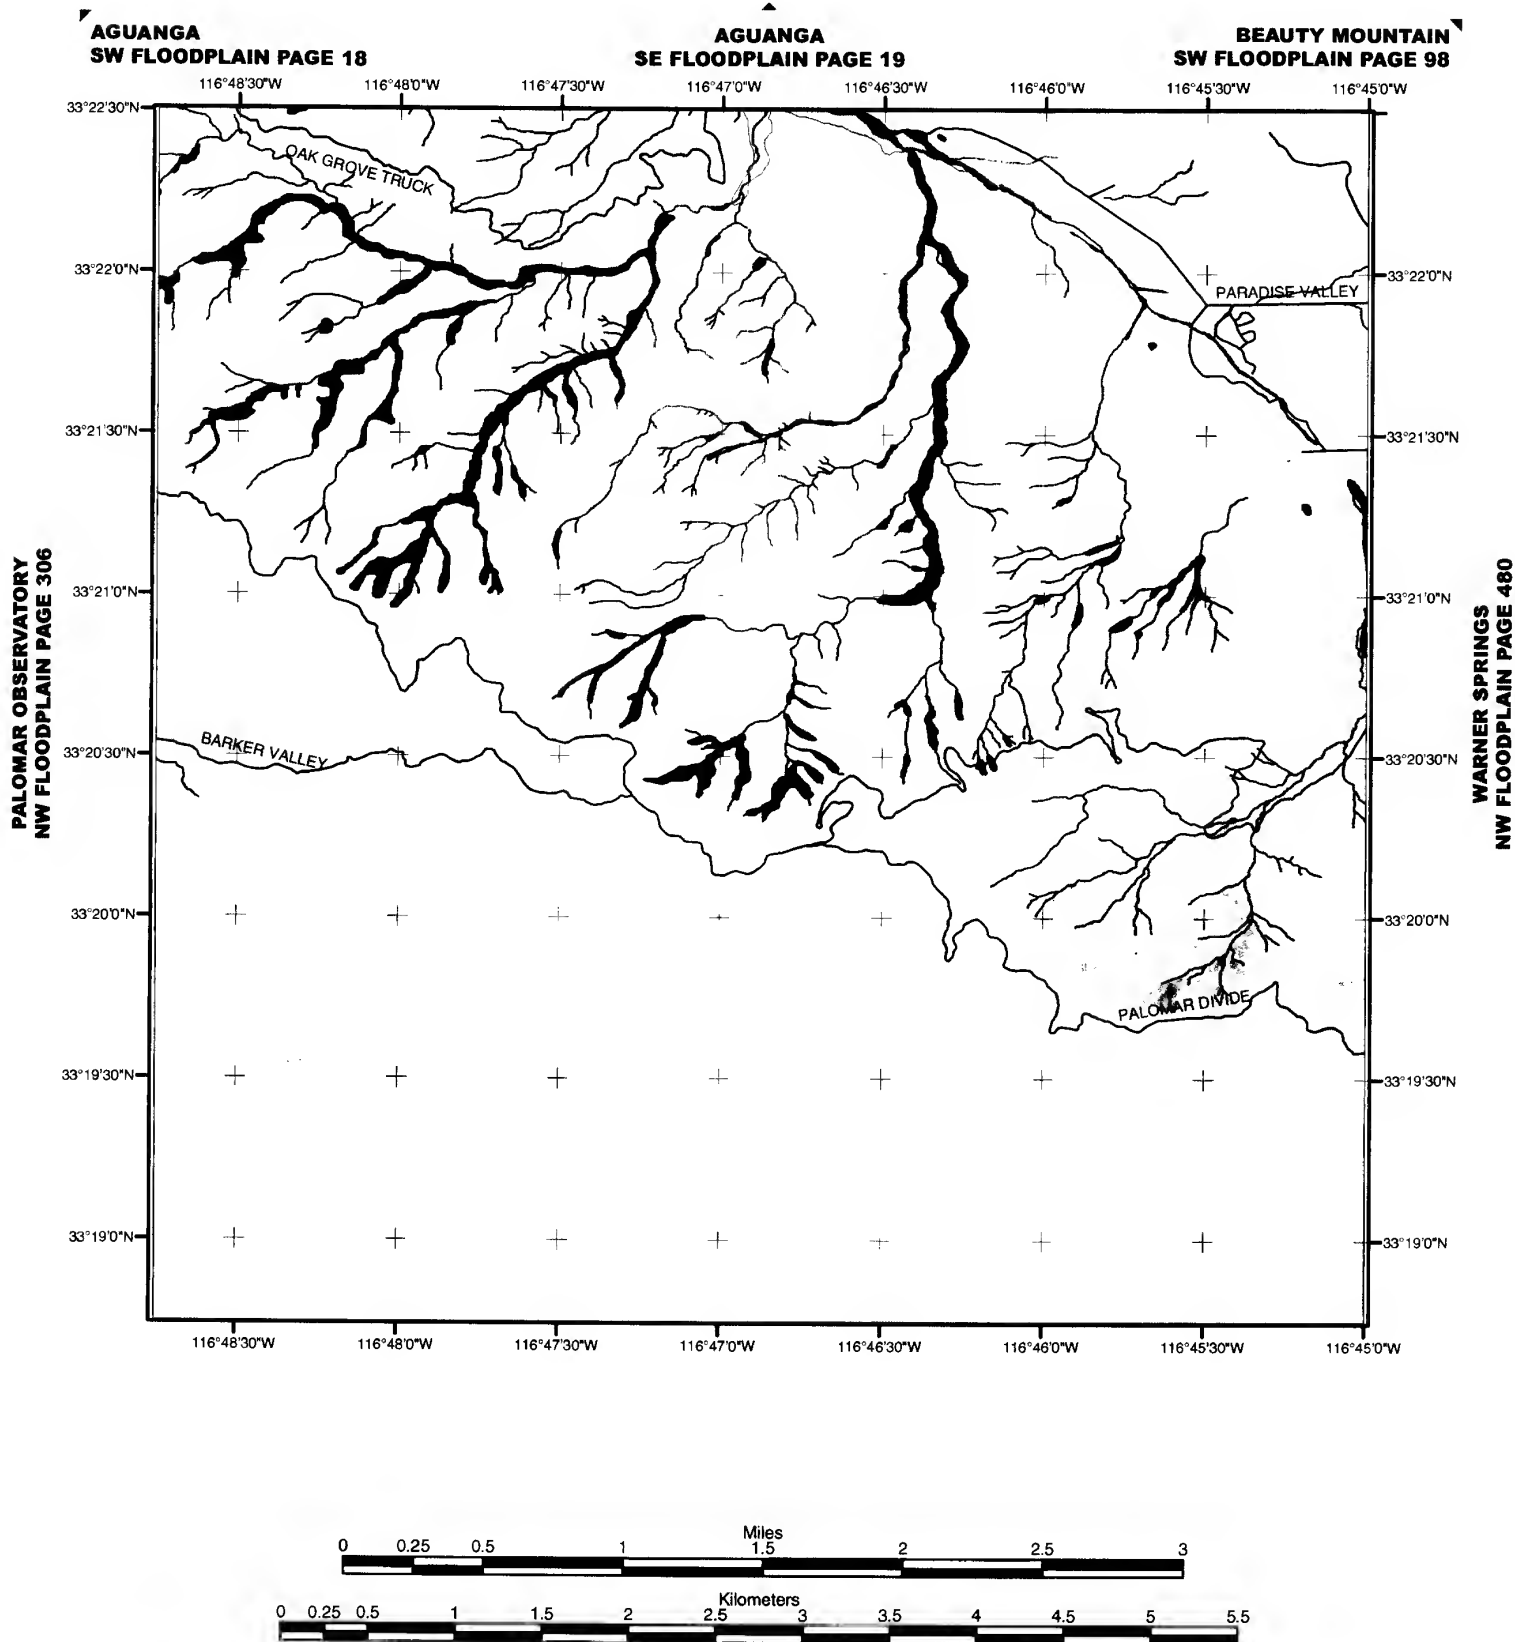 AGUANGA
SW FLOODPLAIN PAGE 18
AGUANGA
SE FLOODPLAIN PAGE 19
BEAUTY MOUNTAIN
SW FLOODPLAIN PAGE 98
116°48'30"W 116°48'0"W 116°47'30"W 116°47'0"W 116°46'30"W 116°46'0"W 116°45'30"W 116°45'0"W
33°22'30"N
OAK GROVE TRUCK
33°22'0"N
33°22'0"N
PARADISE VALLEY
33°21'30"N
33°21'30"N
PALOMAR OBSERVATORY
NW FLOODPLAIN PAGE 306
WARNER SPRINGS
NW FLOODPLAIN PAGE 480
33°21'0"N
33°21'0"N
BARKER VALLEY
33°20'30"N
33°20'30"N
33°20'0"N
33°20'0"N
PALOMAR DIVIDE
33°19'30"N
33°19'30"N
33°19'0"N
33°19'0"N
116°48'30"W 116°48'0"W 116°47'30"W 116°47'0"W 116°46'30"W 116°46'0"W 116°45'30"W 116°45'0"W
Miles
0 0.25 0.5 1 1.5 2 2.5 3
Kilometers
0 0.25 0.5 1 1.5 2 2.5 3 3.5 4 4.5 5 5.5